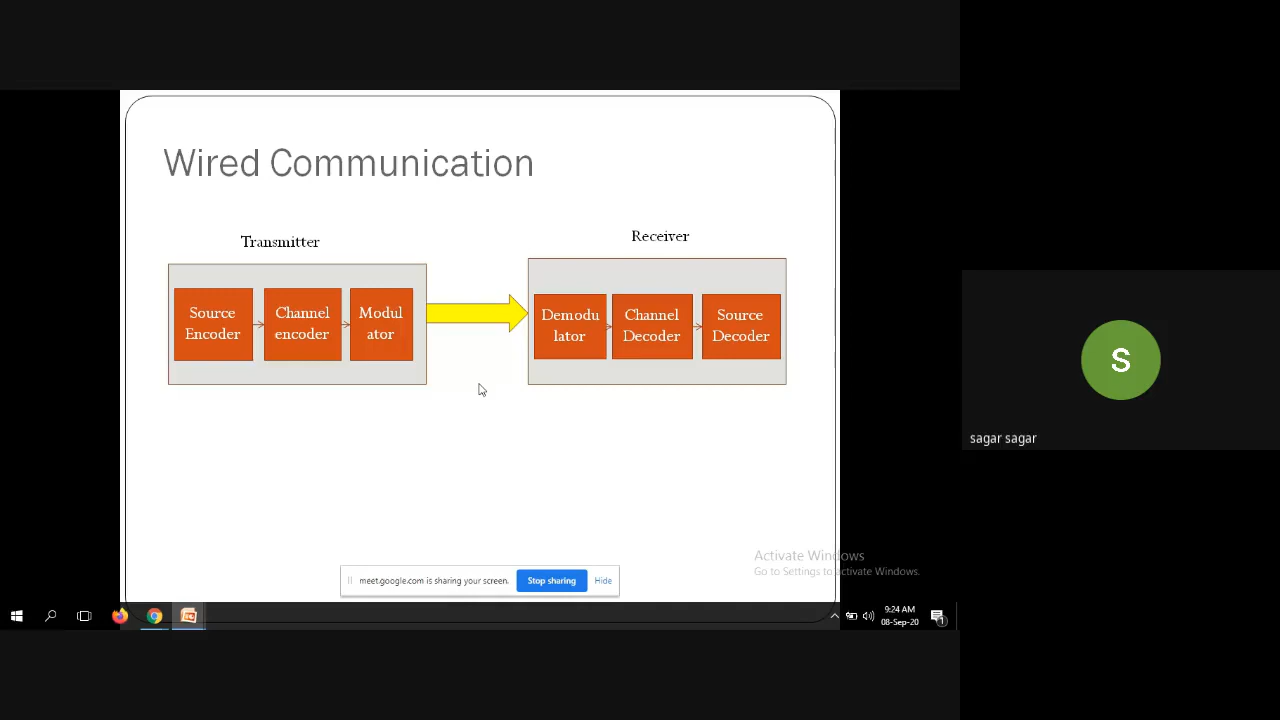 Wired Communication
Transmitter
Receiver
Source
Encoder
Channel
encoder
Modul
ator
Demodu
lator
Channel
Decoder
Source
Decoder
S
sagar sagar
Activate Windows
Go to Settings to activate Windows.
meet.google.com is sharing your screen.
Stop sharing
Hide
9:24 AM
08-Sep-20
1